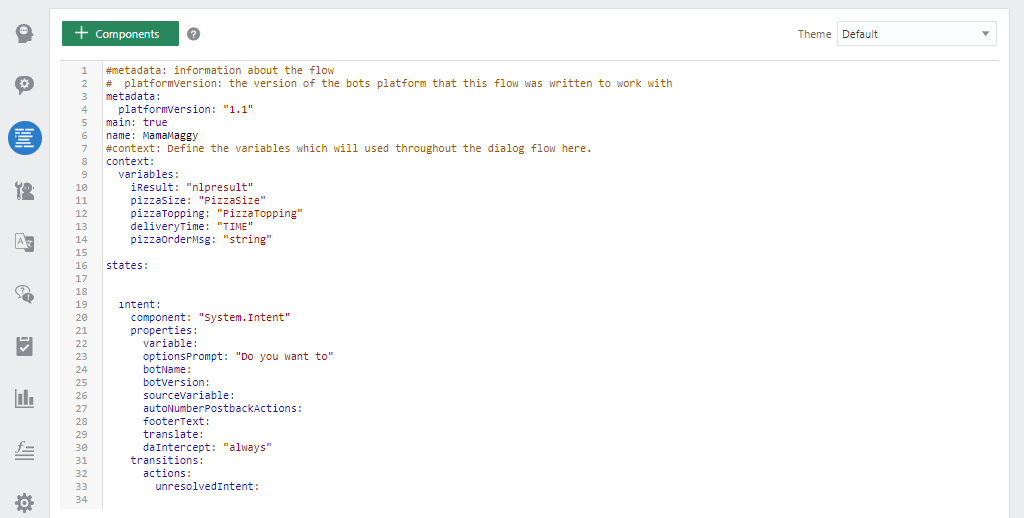 + Components ?
Theme Default
1 #metadata: information about the flow
2 #  platformVersion: the version of the bots platform that this flow was written to work with
3 metadata:
4   platformVersion: "1.1"
5 main: true
6 name: MamaMaggy
7 #context: Define the variables which will used throughout the dialog flow here.
8 context:
9   variables:
10     iResult: "nlpresult"
11     pizzaSize: "PizzaSize"
12     pizzaTopping: "PizzaTopping"
13     deliveryTime: "TIME"
14     pizzaOrderMsg: "string"
15
16 states:
17
18
19   intent:
20     component: "System.Intent"
21     properties:
22       variable:
23       optionsPrompt: "Do you want to"
24       botName:
25       botVersion:
26       sourceVariable:
27       autoNumberPostbackActions:
28       footerText:
29       translate:
30       daIntercept: "always"
31     transitions:
32       actions:
33         unresolvedIntent:
34